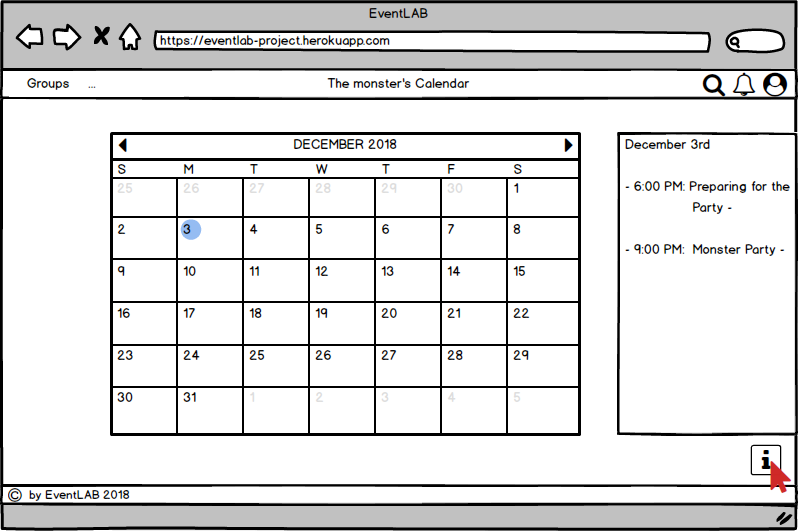 EventLAB
https://eventlab-project.herokuapp.com
Groups ... The monster's Calendar
DECEMBER 2018
S M T W T F S
25 26 27 28 29 30 1
2 3 4 5 6 7 8
9 10 11 12 13 14 15
16 17 18 19 20 21 22
23 24 25 26 27 28 29
30 31 1 2 3 4 5
December 3rd
- 6:00 PM: Preparing for the
Party -
- 9:00 PM: Monster Party -
i
© by EventLAB 2018